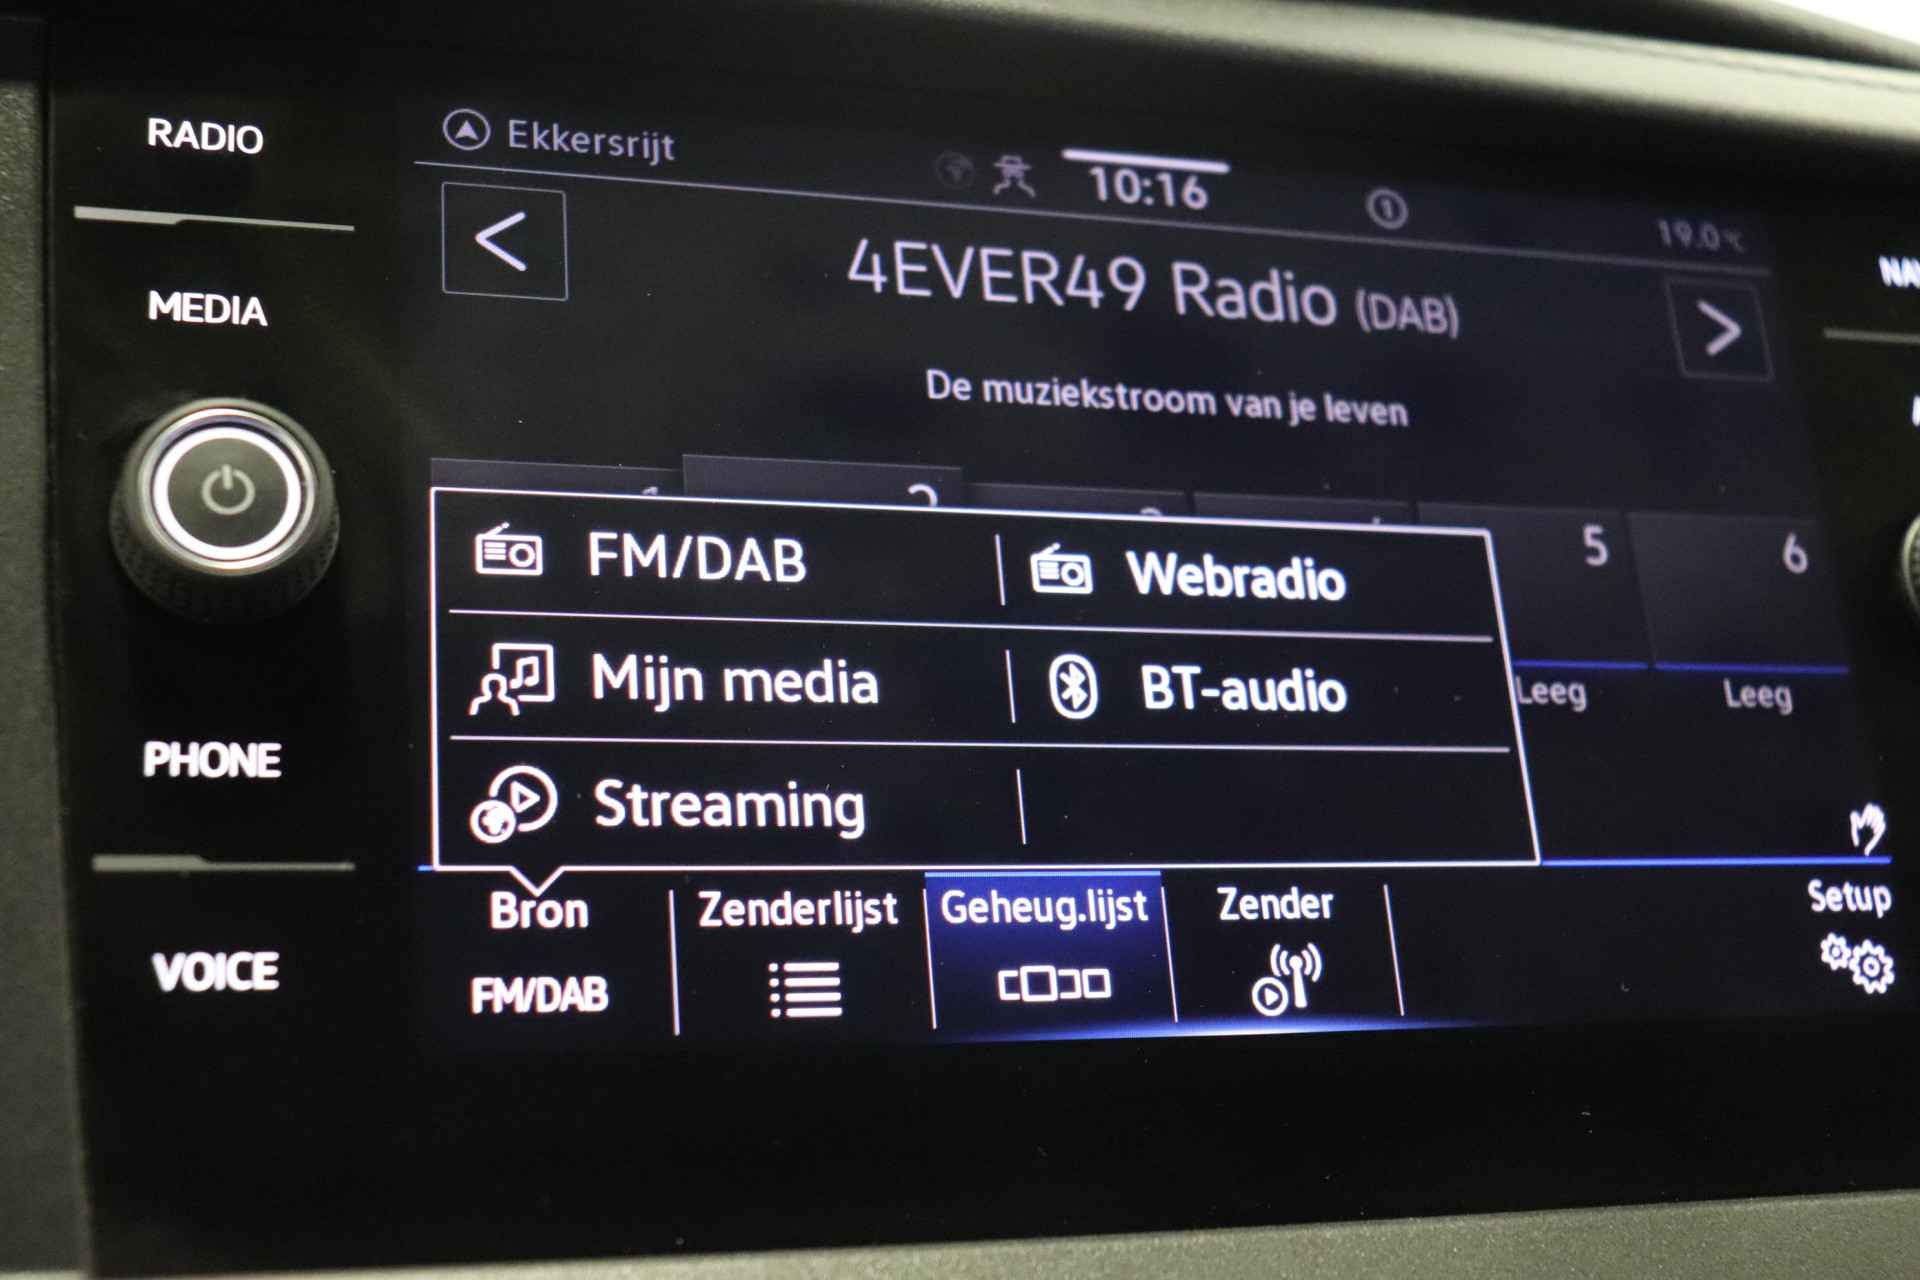 RADIO
MEDIA
PHONE
VOICE
Ekkersrijt
10:16
19.0°C
4EVER49 Radio (DAB)
De muziekstroom van je leven
5
6
FM/DAB
Webradio
Mijn media
BT-audio
Streaming
Leeg
Leeg
Bron
FM/DAB
Zenderlijst
Geheug.lijst
Zender
Setup